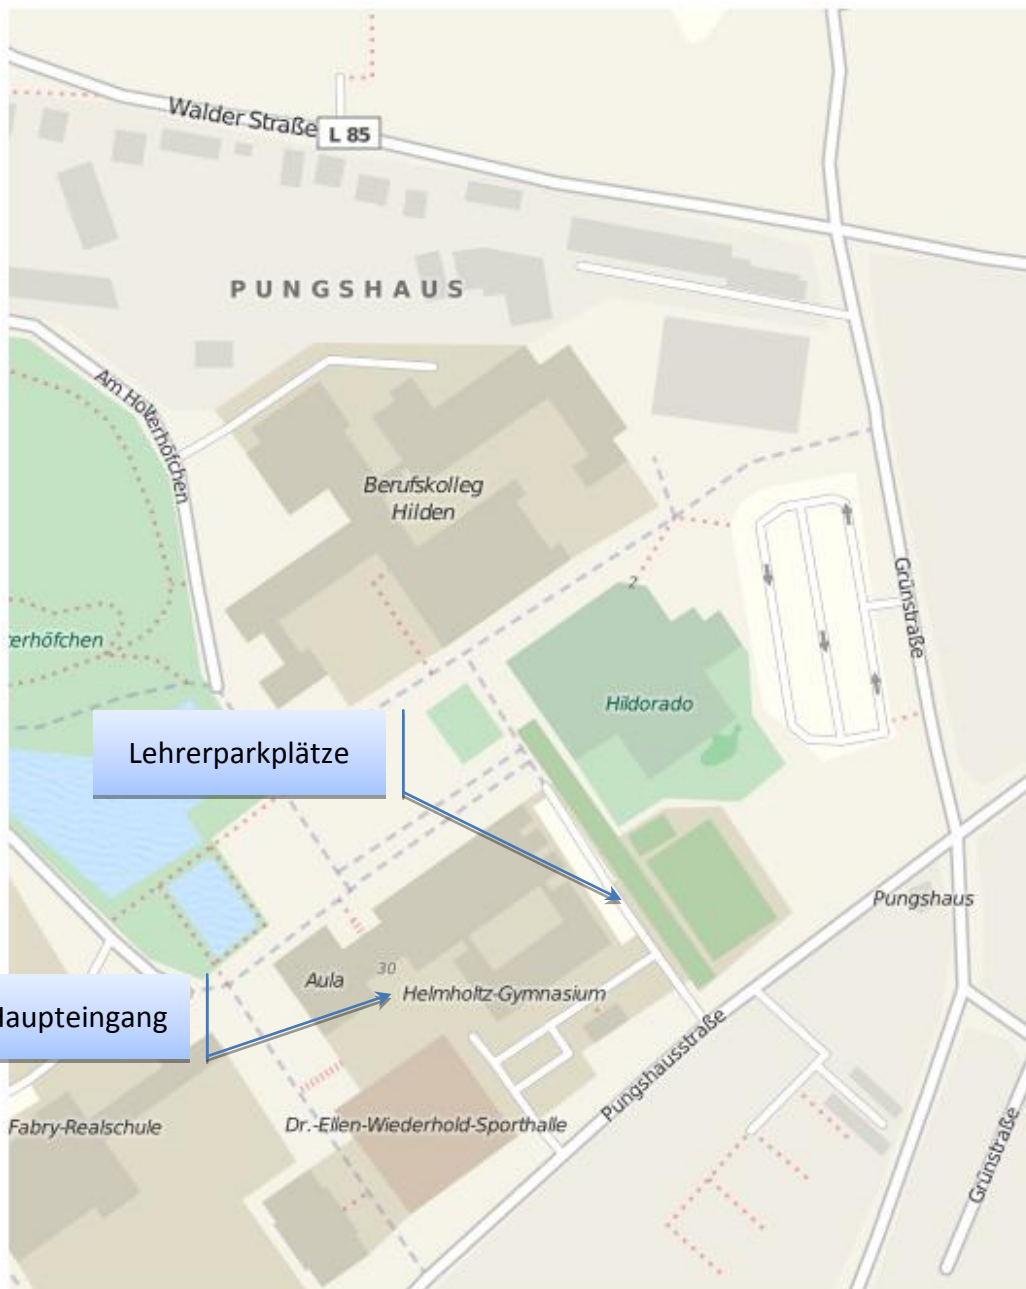 Walder Straße
L 85
PUNGSHAUS
Am Holterhöfchen
Berufskolleg
Hilden
2
Grünstraße
erhöfchen
Hildorado
Lehrerparkplätze
Pungshaus
Aula
30
Helmholtz-Gymnasium
Haupteingang
Pungshausstraße
Fabry-Realschule
Dr.-Ellen-Wiederhold-Sporthalle
Grünstraße